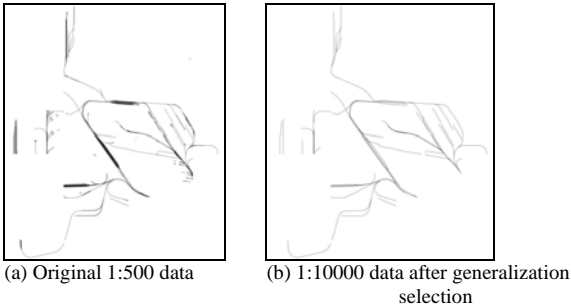 (a) Original 1:500 data
(b) 1:10000 data after generalization
selection